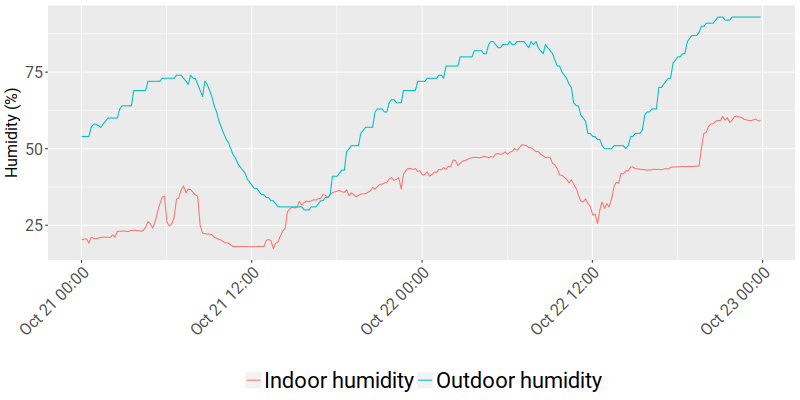 Humidity (%)
75
50
25
Oct 21 00:00
Oct 21 12:00
Oct 22 00:00
Oct 22 12:00
Oct 23 00:00
Indoor humidity
Outdoor humidity